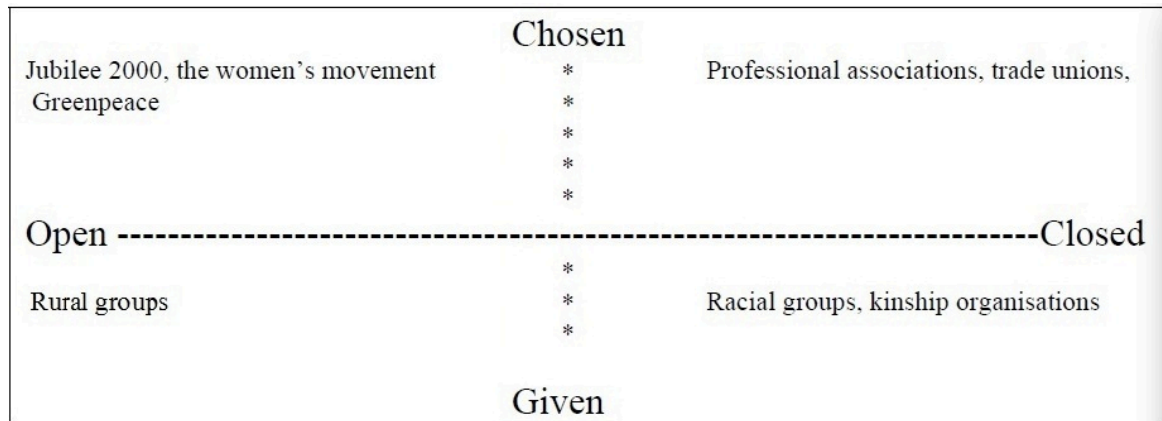 Chosen
Jubilee 2000, the women’s movement * Professional associations, trade unions,
Greenpeace *
*
*
*
Open ------------------------------------------------------------------------Closed
*
Rural groups * Racial groups, kinship organisations
*
Given